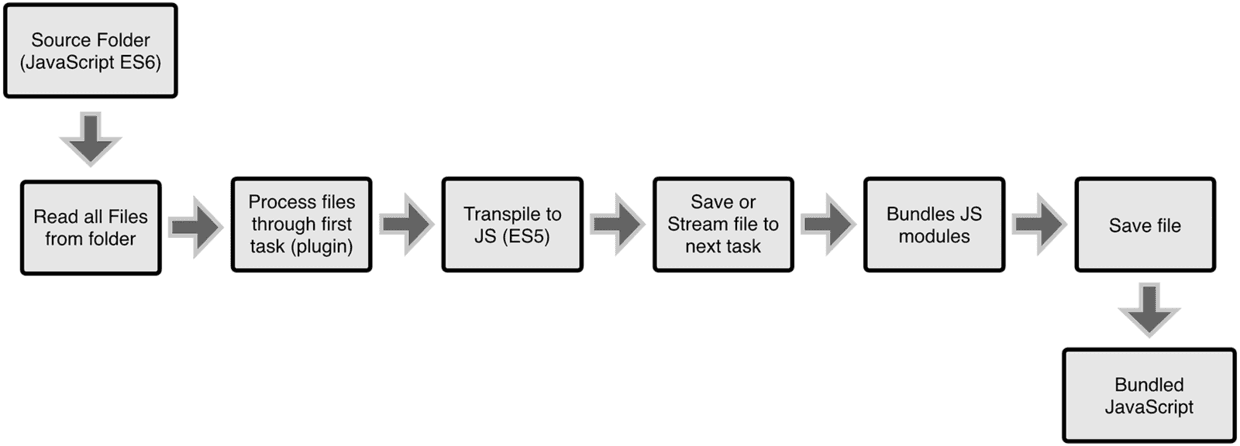 Source Folder
(JavaScript ES6)
Read all Files
from folder
Process files
through first
task (plugin)
Transpile to
JS (ES5)
Save or
Stream file to
next task
Bundles JS
modules
Save file
Bundled
JavaScript